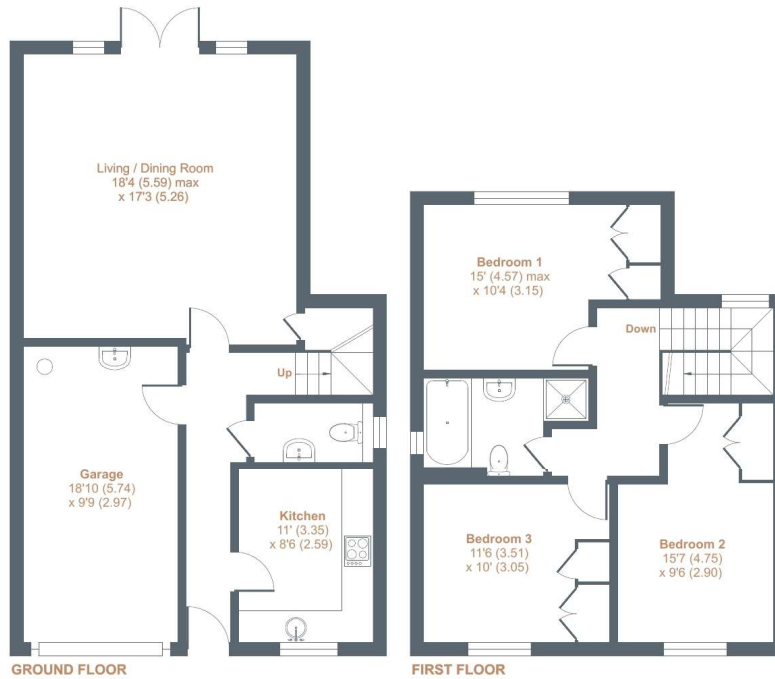 Living / Dining Room
18'4 (5.59) max
x 17'3 (5.26)
Up
Garage
18'10 (5.74)
x 9'9 (2.97)
Kitchen
11' (3.35)
x 8'6 (2.59)
GROUND FLOOR
Bedroom 1
15' (4.57) max
x 10'4 (3.15)
Down
Bedroom 3
11'6 (3.51)
x 10' (3.05)
Bedroom 2
15'7 (4.75)
x 9'6 (2.90)
FIRST FLOOR